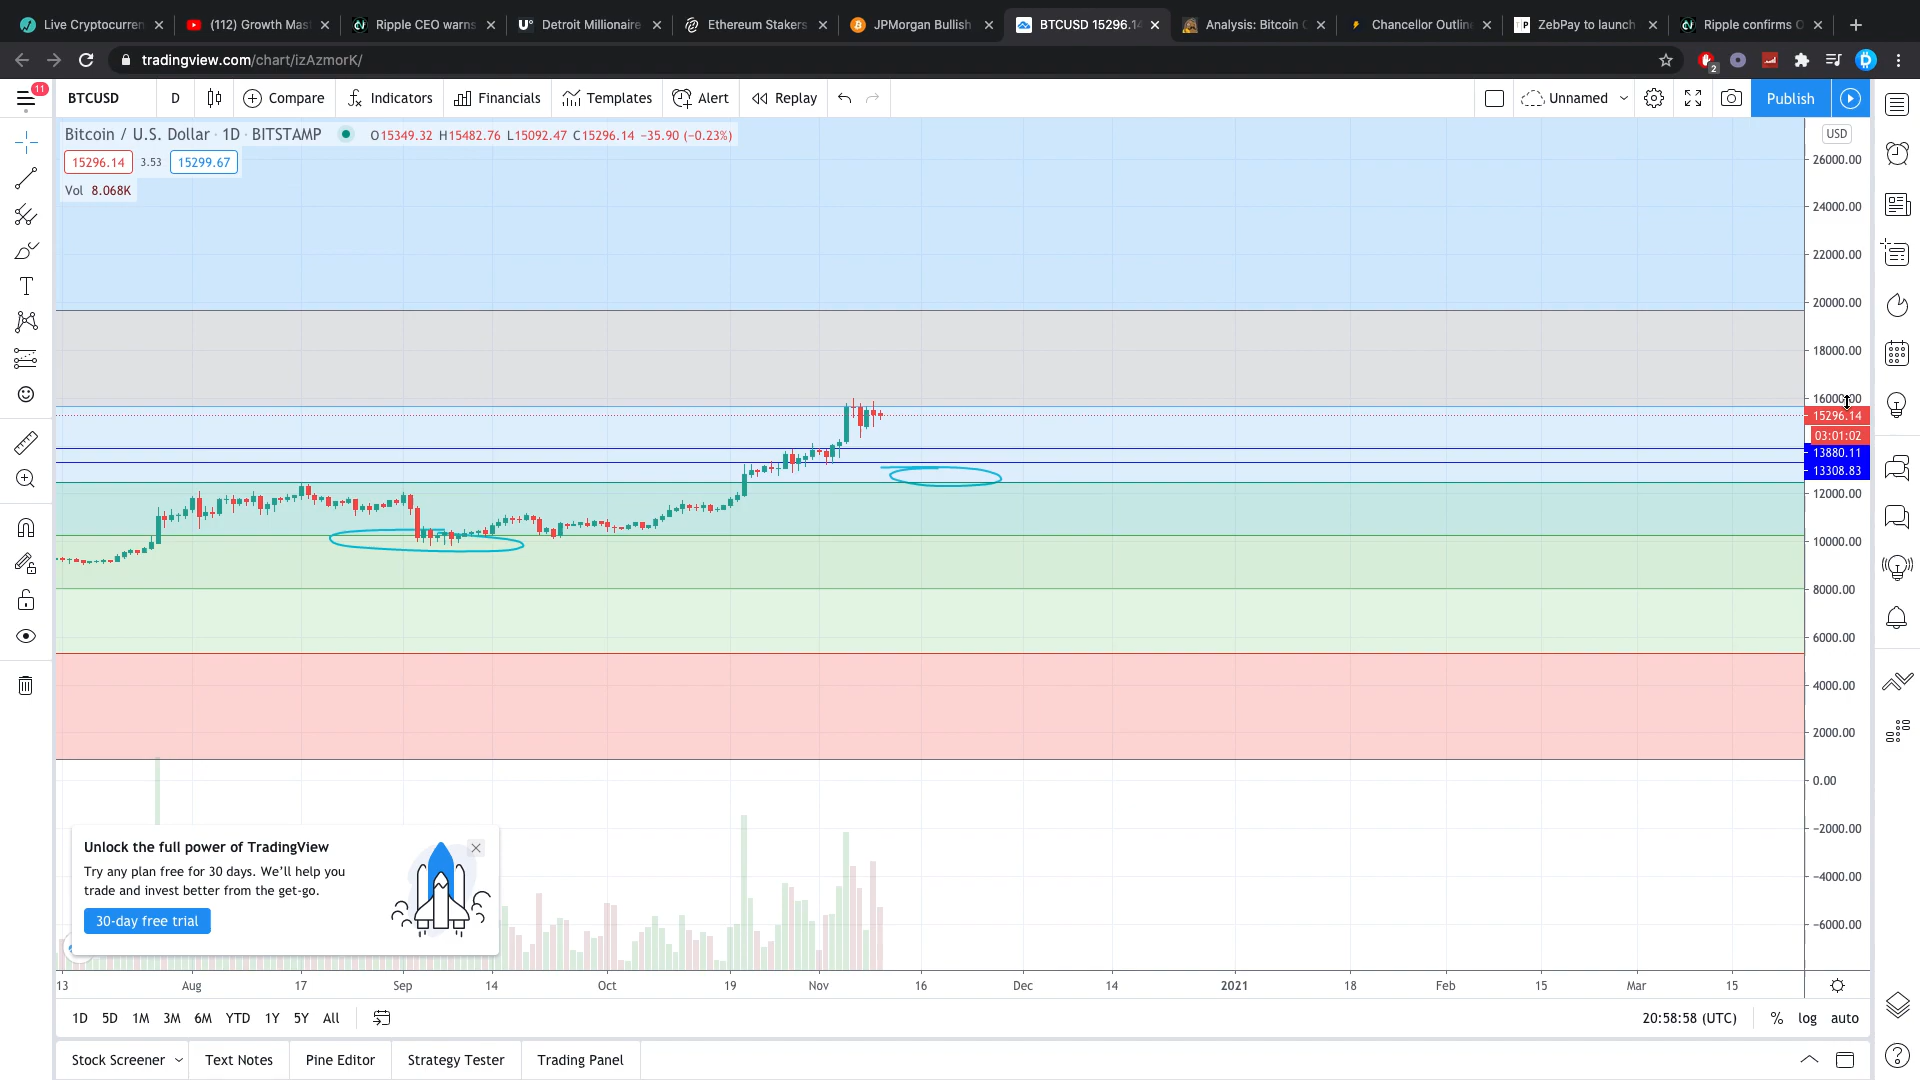 Live Cryptocurren
(112) Growth Mas
Ripple CEO warns
Detroit Millionaire
Ethereum Stakers
JPMorgan Bullish
BTCUSD 15296.14
Analysis: Bitcoin
Chancellor Outlin
ZebPay to launch
Ripple confirms
tradingview.com/chart/izAzmorK/
2
11
BTCUSD D Compare Indicators Financials Templates Alert Replay Unnamed Publish
Bitcoin / U.S. Dollar · 1D · BITSTAMP O15349.32 H15482.76 L15092.47 C15296.14 −35.90 (−0.23%)
15296.14 3.53 15299.67
Vol 8.068K
USD
26000.00
24000.00
22000.00
20000.00
18000.00
16000.00
15296.14
03:01:02
13880.11
13308.83
12000.00
10000.00
8000.00
6000.00
4000.00
2000.00
0.00
−2000.00
−4000.00
−6000.00
Unlock the full power of TradingView
Try any plan free for 30 days. We'll help you
trade and invest better from the get-go.
30-day free trial
13 Aug 17 Sep 14 Oct 19 Nov 16 Dec 14 2021 18 Feb 15 Mar 15
1D 5D 1M 3M 6M YTD 1Y 5Y All 20:58:58 (UTC) % log auto
Stock Screener Text Notes Pine Editor Strategy Tester Trading Panel